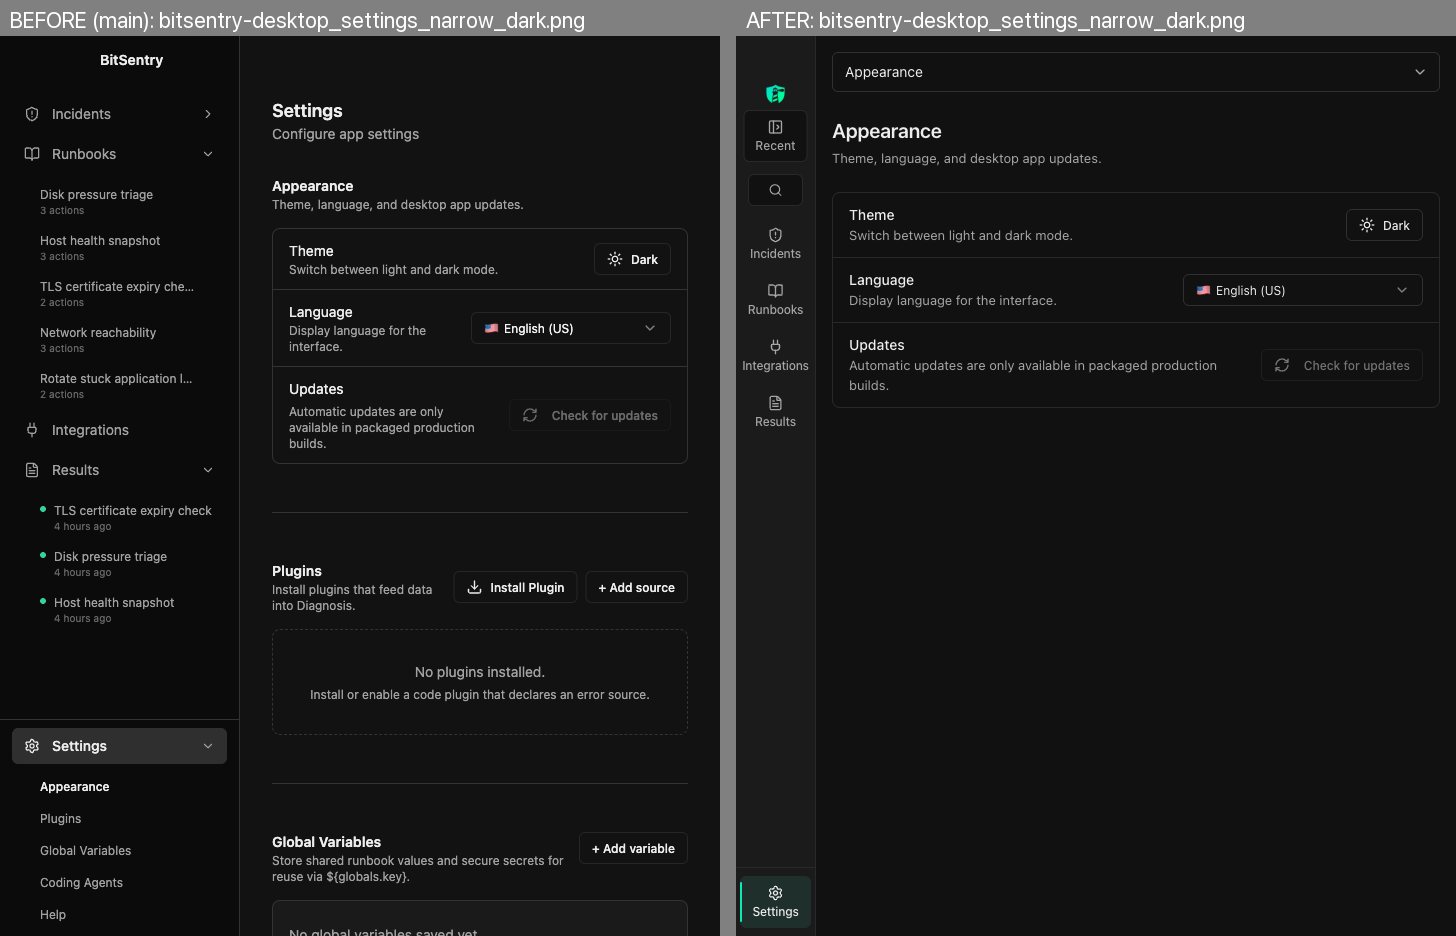 BEFORE (main): bitsentry-desktop_settings_narrow_dark.png
BitSentry
Incidents
Runbooks
Disk pressure triage
3 actions
Host health snapshot
3 actions
TLS certificate expiry che...
2 actions
Network reachability
3 actions
Rotate stuck application l...
2 actions
Integrations
Results
TLS certificate expiry check
4 hours ago
Disk pressure triage
4 hours ago
Host health snapshot
4 hours ago
Settings
Appearance
Plugins
Global Variables
Coding Agents
Help
Settings
Configure app settings
Appearance
Theme, language, and desktop app updates.
Theme
Switch between light and dark mode.
Dark
Language
Display language for the
interface.
English (US)
Updates
Automatic updates are only
available in packaged production
builds.
Check for updates
Plugins
Install plugins that feed data
into Diagnosis.
Install Plugin
+ Add source
No plugins installed.
Install or enable a code plugin that declares an error source.
Global Variables
Store shared runbook values and secure secrets for
reuse via ${globals.key}.
+ Add variable
No global variables saved yet
AFTER: bitsentry-desktop_settings_narrow_dark.png
Recent
Incidents
Runbooks
Integrations
Results
Settings
Appearance
Appearance
Theme, language, and desktop app updates.
Theme
Switch between light and dark mode.
Dark
Language
Display language for the interface.
English (US)
Updates
Automatic updates are only available in packaged production
builds.
Check for updates